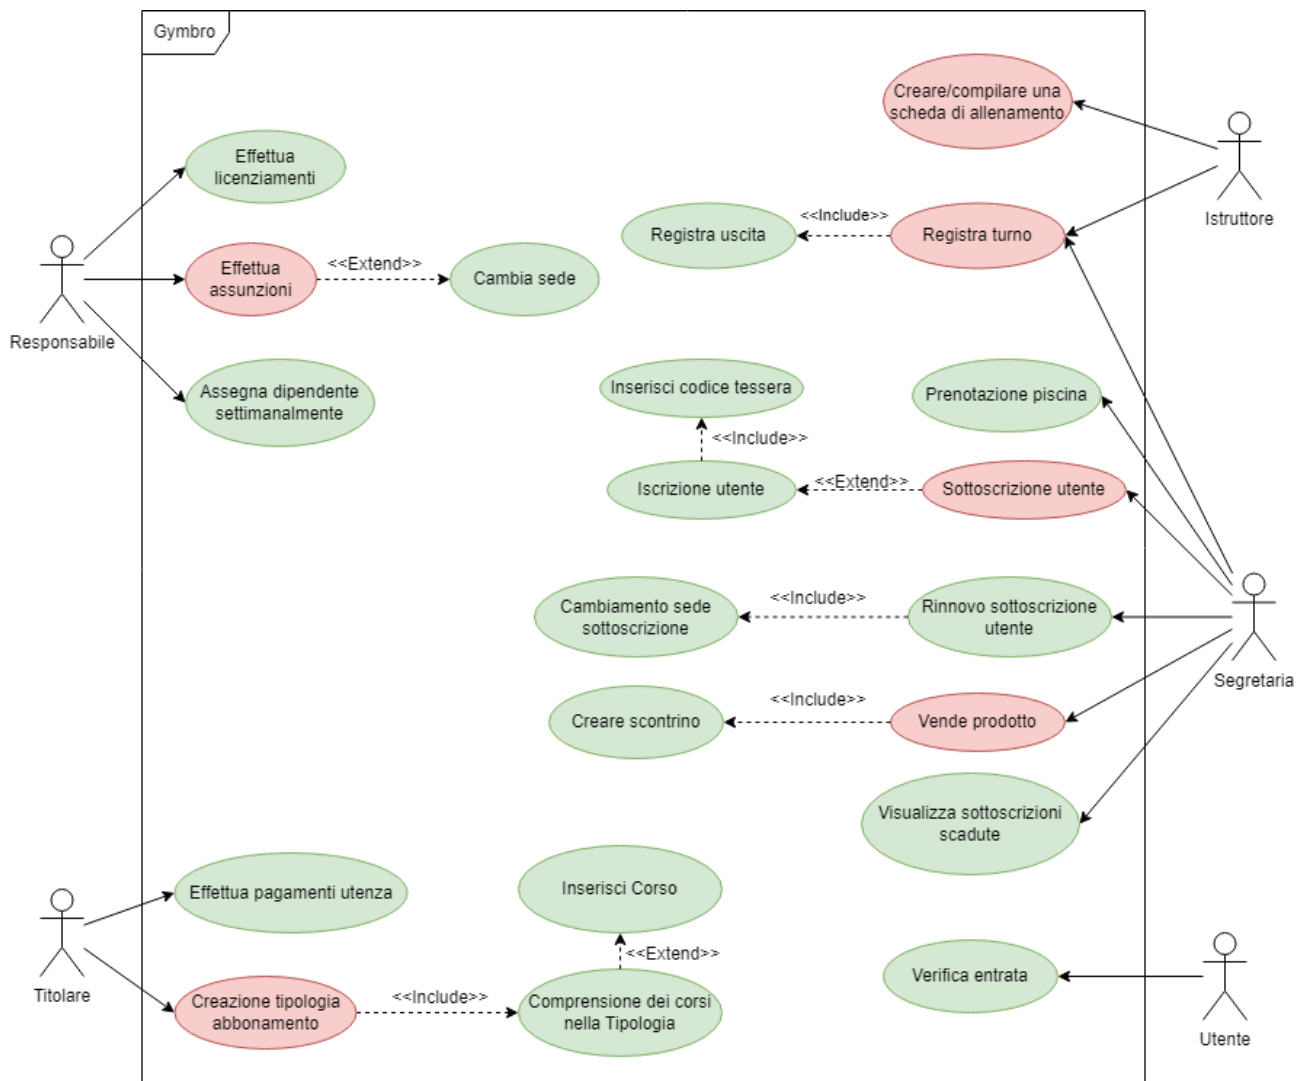 Gymbro
Creare/compilare una
scheda di allenamento
Istruttore
Effettua
licenziamenti
Registra uscita
<<Include>>
Registra turno
Responsabile
Effettua
assunzioni
<<Extend>>
Cambia sede
Assegna dipendente
settimanalmente
Inserisci codice tessera
Prenotazione piscina
<<Include>>
Iscrizione utente
<<Extend>>
Sottoscrizione utente
Cambiamento sede
sottoscrizione
<<Include>>
Rinnovo sottoscrizione
utente
Segretaria
Creare scontrino
<<Include>>
Vende prodotto
Visualizza sottoscrizioni
scadute
Effettua pagamenti utenza
Inserisci Corso
<<Extend>>
Titolare
Creazione tipologia
abbonamento
<<Include>>
Comprensione dei corsi
nella Tipologia
Verifica entrata
Utente